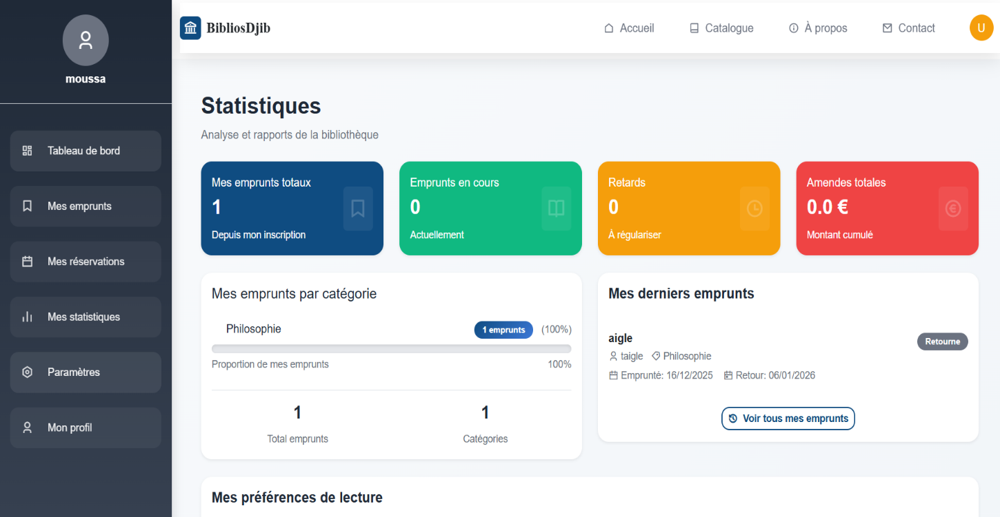 moussa
Tableau de bord
Mes emprunts
Mes réservations
Mes statistiques
Paramètres
Mon profil
BibliosDjib
Accueil
Catalogue
À propos
Contact
U
Statistiques
Analyse et rapports de la bibliothèque
Mes emprunts totaux
1
Depuis mon inscription
Emprunts en cours
0
Actuellement
Retards
0
À régulariser
Amendes totales
0.0 €
Montant cumulé
Mes emprunts par catégorie
Philosophie 1 emprunts (100%)
Proportion de mes emprunts 100%
1
Total emprunts
1
Catégories
Mes derniers emprunts
aigle
Retourne
taigle Philosophie
Emprunté: 16/12/2025 Retour: 06/01/2026
Voir tous mes emprunts
Mes préférences de lecture